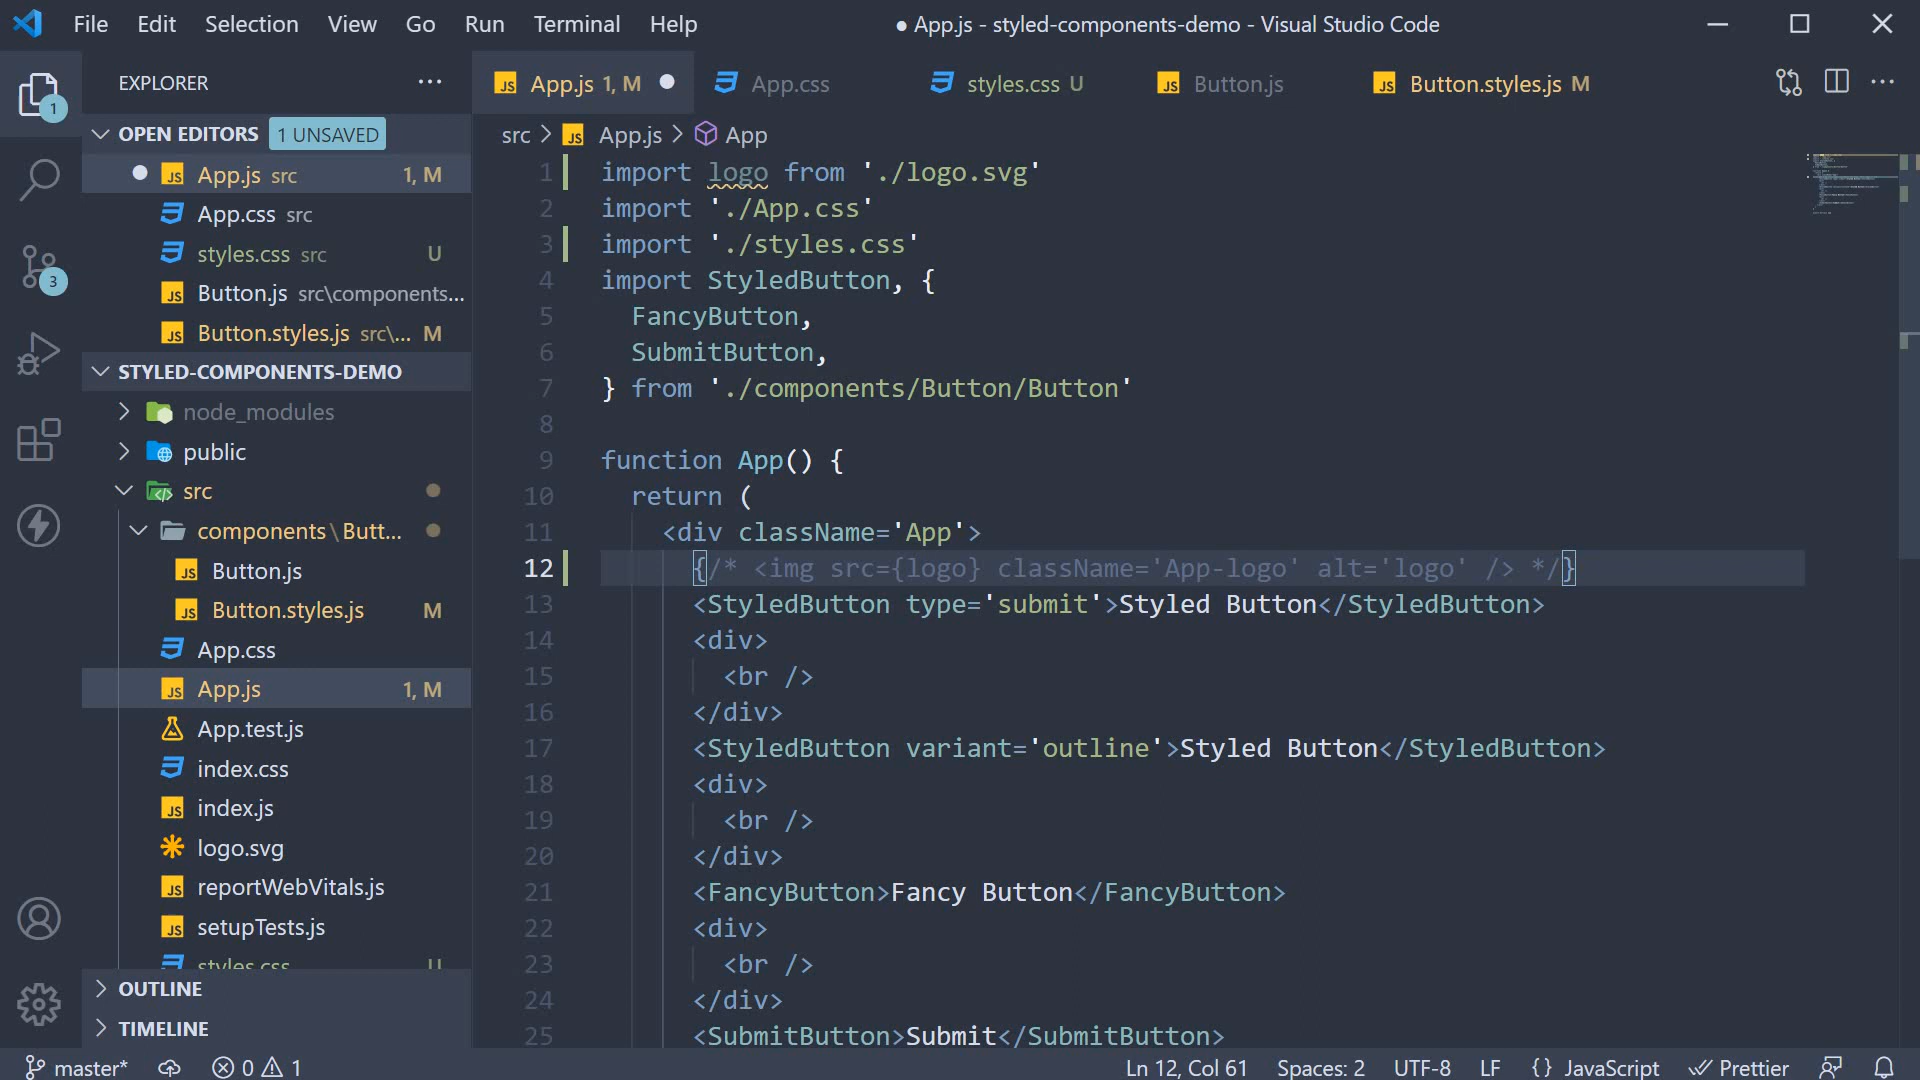 File Edit Selection View Go Run Terminal Help
● App.js - styled-components-demo - Visual Studio Code
EXPLORER
OPEN EDITORS 1 UNSAVED
App.js src 1, M
App.css src
styles.css src U
Button.js src\components...
Button.styles.js src\... M
STYLED-COMPONENTS-DEMO
node_modules
public
src
components\Butt...
Button.js
Button.styles.js M
App.css
App.js 1, M
App.test.js
index.css
index.js
logo.svg
reportWebVitals.js
setupTests.js
styles.css U
OUTLINE
TIMELINE
1
3
App.js 1, M App.css styles.css U Button.js Button.styles.js M
src > App.js > App
1 import logo from './logo.svg'
2 import './App.css'
3 import './styles.css'
4 import StyledButton, {
5 FancyButton,
6 SubmitButton,
7 } from './components/Button/Button'
8
9 function App() {
10 return (
11 <div className='App'>
12 {/* <img src={logo} className='App-logo' alt='logo' /> */}
13 <StyledButton type='submit'>Styled Button</StyledButton>
14 <div>
15 <br />
16 </div>
17 <StyledButton variant='outline'>Styled Button</StyledButton>
18 <div>
19 <br />
20 </div>
21 <FancyButton>Fancy Button</FancyButton>
22 <div>
23 <br />
24 </div>
25 <SubmitButton>Submit</SubmitButton>
master* 0 1 Ln 12, Col 61 Spaces: 2 UTF-8 LF {} JavaScript Prettier